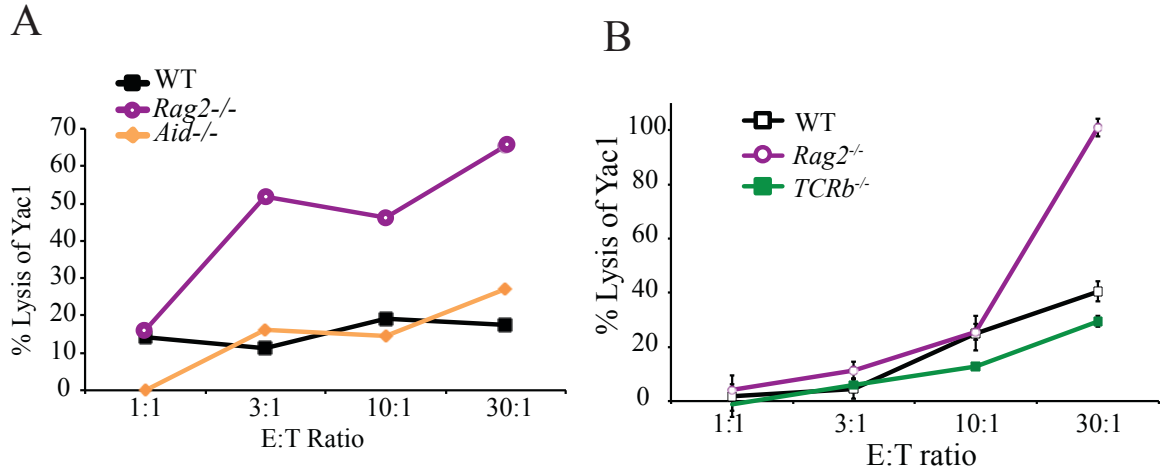 A
WT
Rag2-/-
Aid-/-
% Lysis of Yac1
70
60
50
40
30
20
10
0
1:1 3:1 10:1 30:1
E:T Ratio
B
WT
Rag2-/-
TCRb-/-
% Lysis of Yac1
100
80
60
40
20
0
1:1 3:1 10:1 30:1
E:T ratio